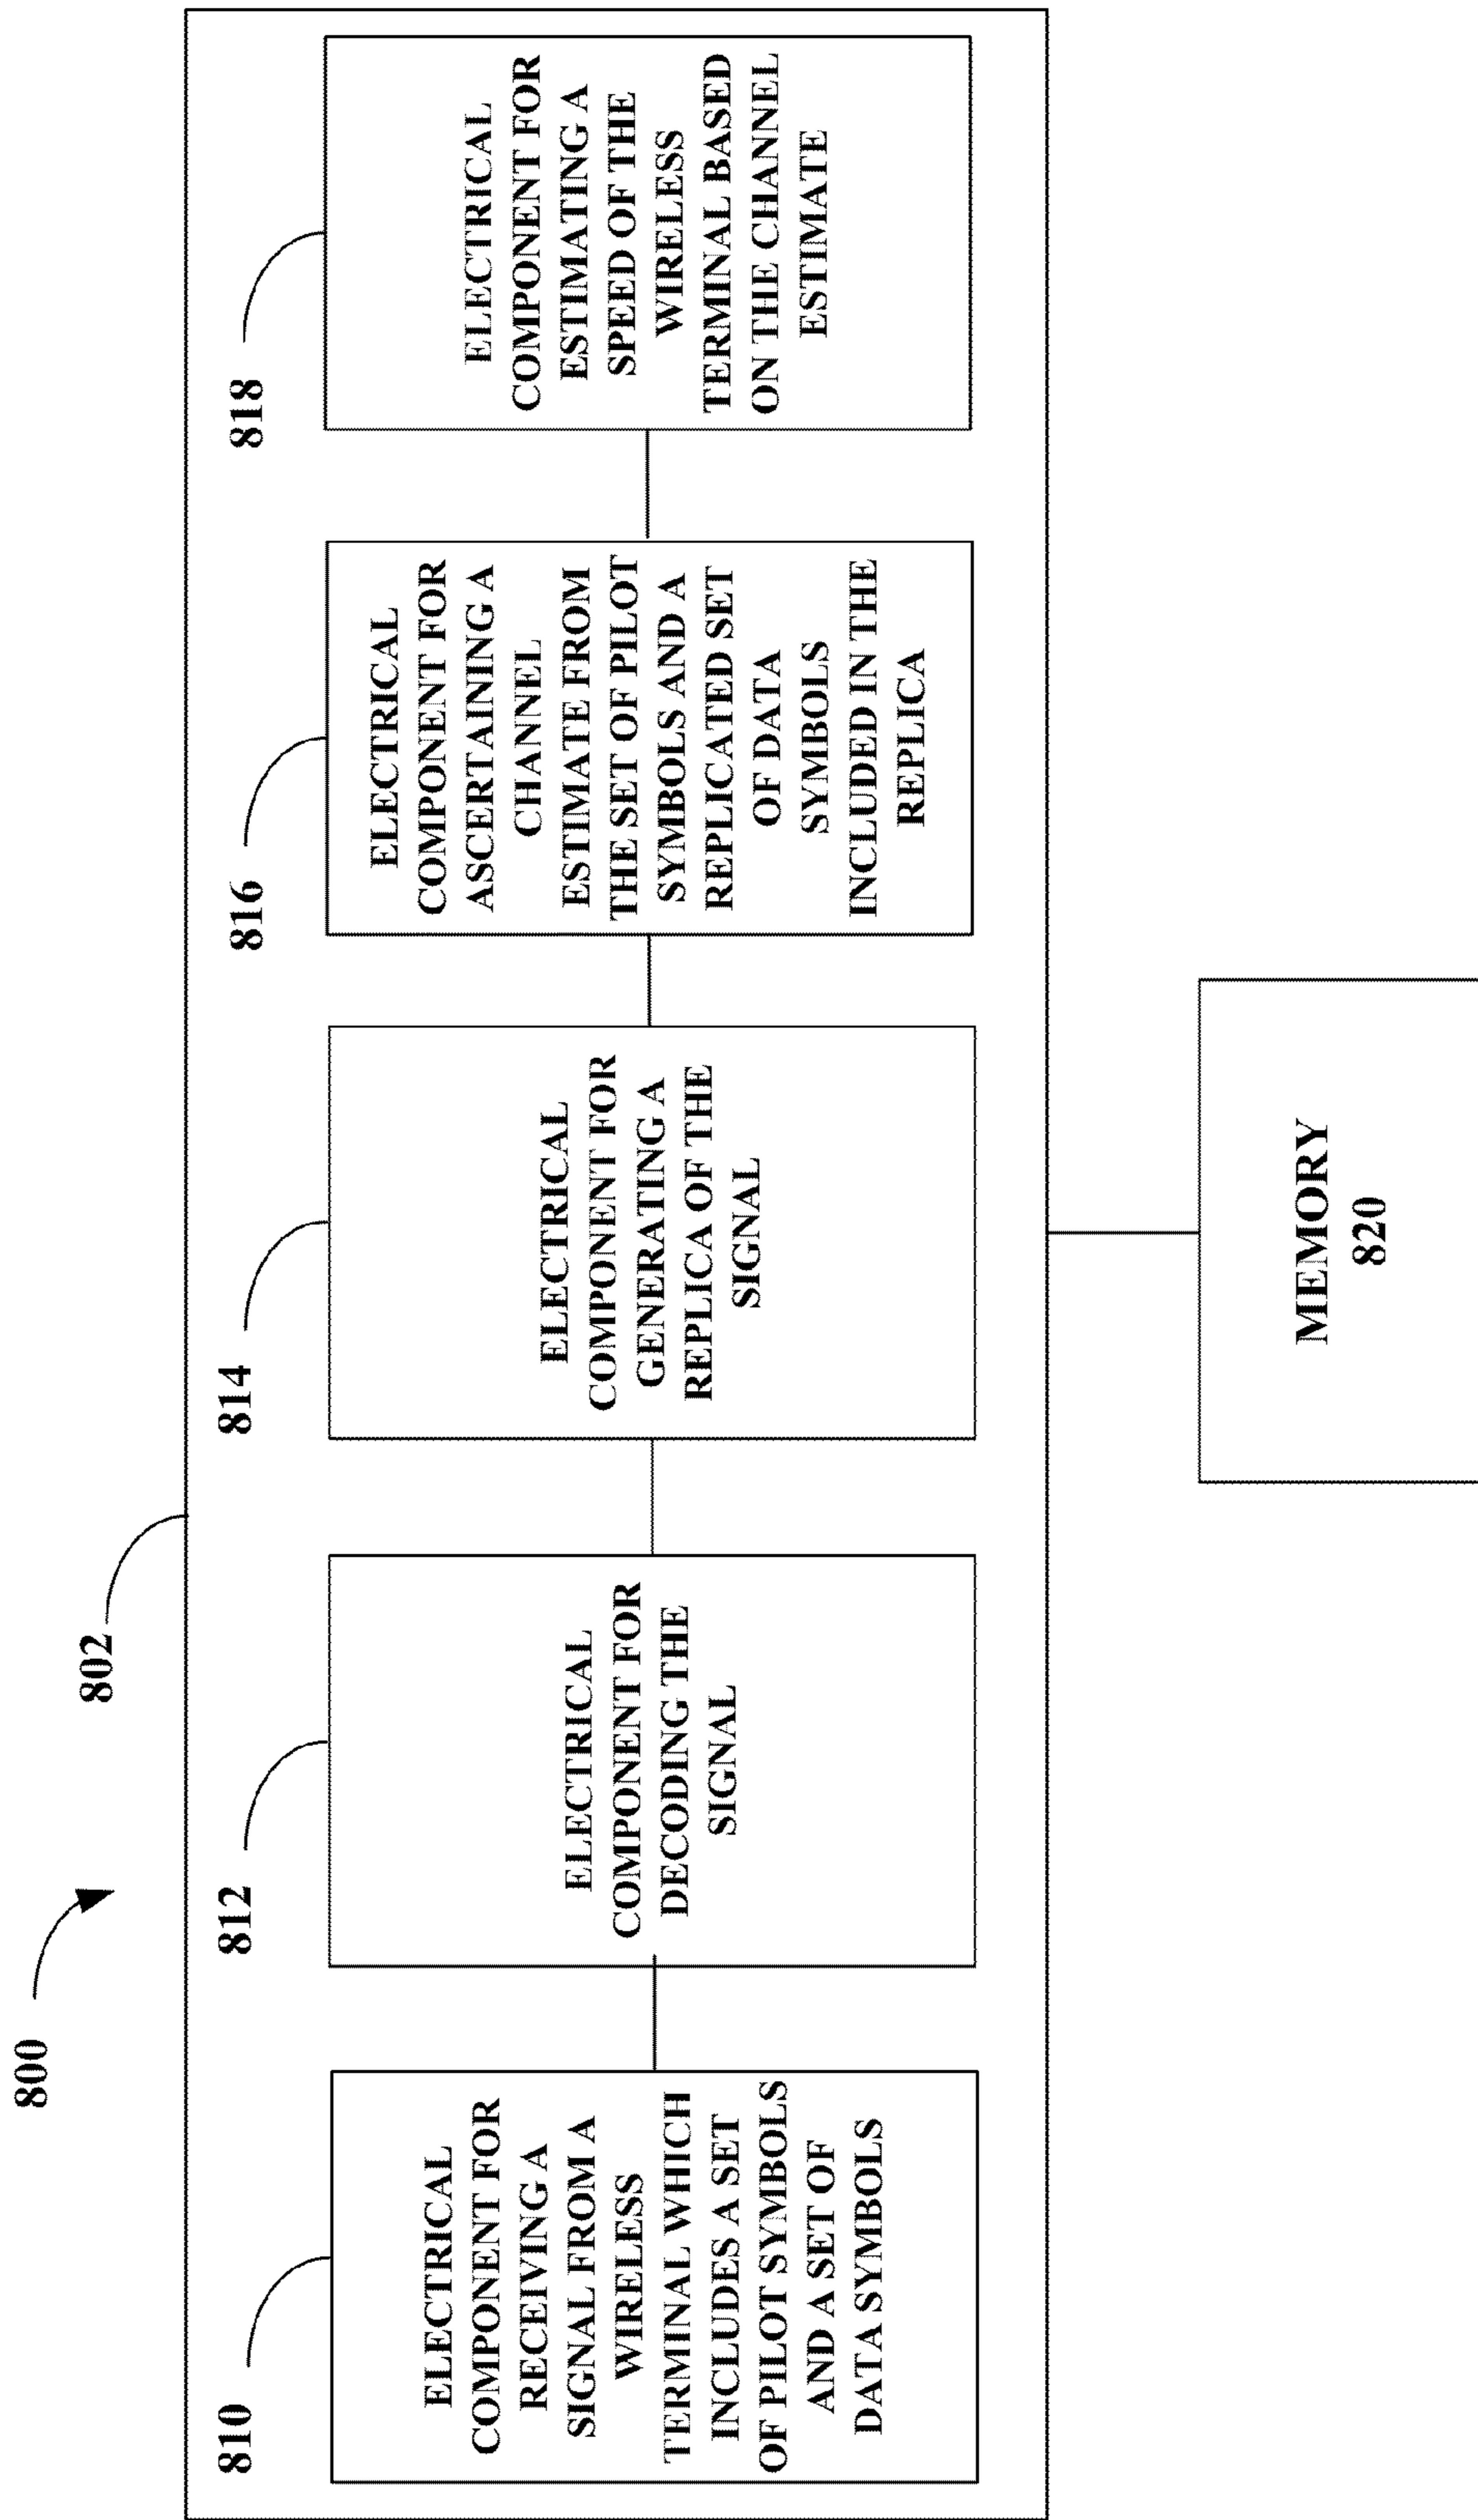 800
802
810
ELECTRICAL
COMPONENT FOR
RECEIVING A
SIGNAL FROM A
WIRELESS
TERMINAL WHICH
INCLUDES A SET
OF PILOT SYMBOLS
AND A SET OF
DATA SYMBOLS
812
ELECTRICAL
COMPONENT FOR
DECODING THE
SIGNAL
814
ELECTRICAL
COMPONENT FOR
GENERATING A
REPLICA OF THE
SIGNAL
816
ELECTRICAL
COMPONENT FOR
ASCERTAINING A
CHANNEL
ESTIMATE FROM
THE SET OF PILOT
SYMBOLS AND A
REPLICATED SET
OF DATA
SYMBOLS
INCLUDED IN THE
REPLICA
818
ELECTRICAL
COMPONENT FOR
ESTIMATING A
SPEED OF THE
WIRELESS
TERMINAL BASED
ON THE CHANNEL
ESTIMATE
MEMORY
820